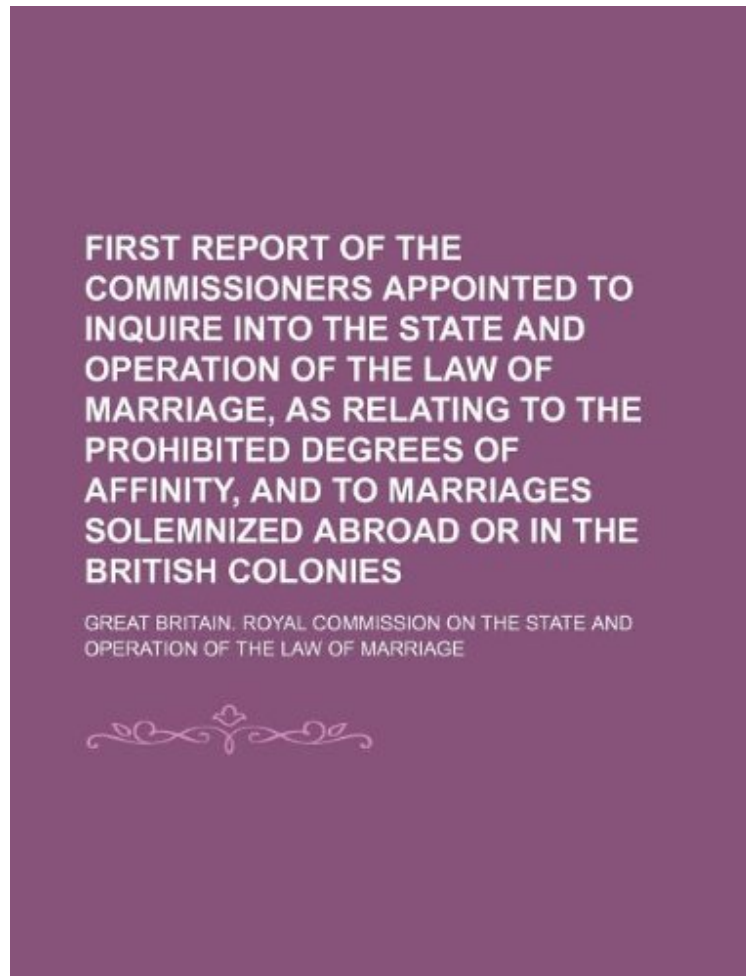 FIRST REPORT OF THE
COMMISSIONERS APPOINTED TO
INQUIRE INTO THE STATE AND
OPERATION OF THE LAW OF
MARRIAGE, AS RELATING TO THE
PROHIBITED DEGREES OF
AFFINITY, AND TO MARRIAGES
SOLEMNIZED ABROAD OR IN THE
BRITISH COLONIES
GREAT BRITAIN. ROYAL COMMISSION ON THE STATE AND
OPERATION OF THE LAW OF MARRIAGE